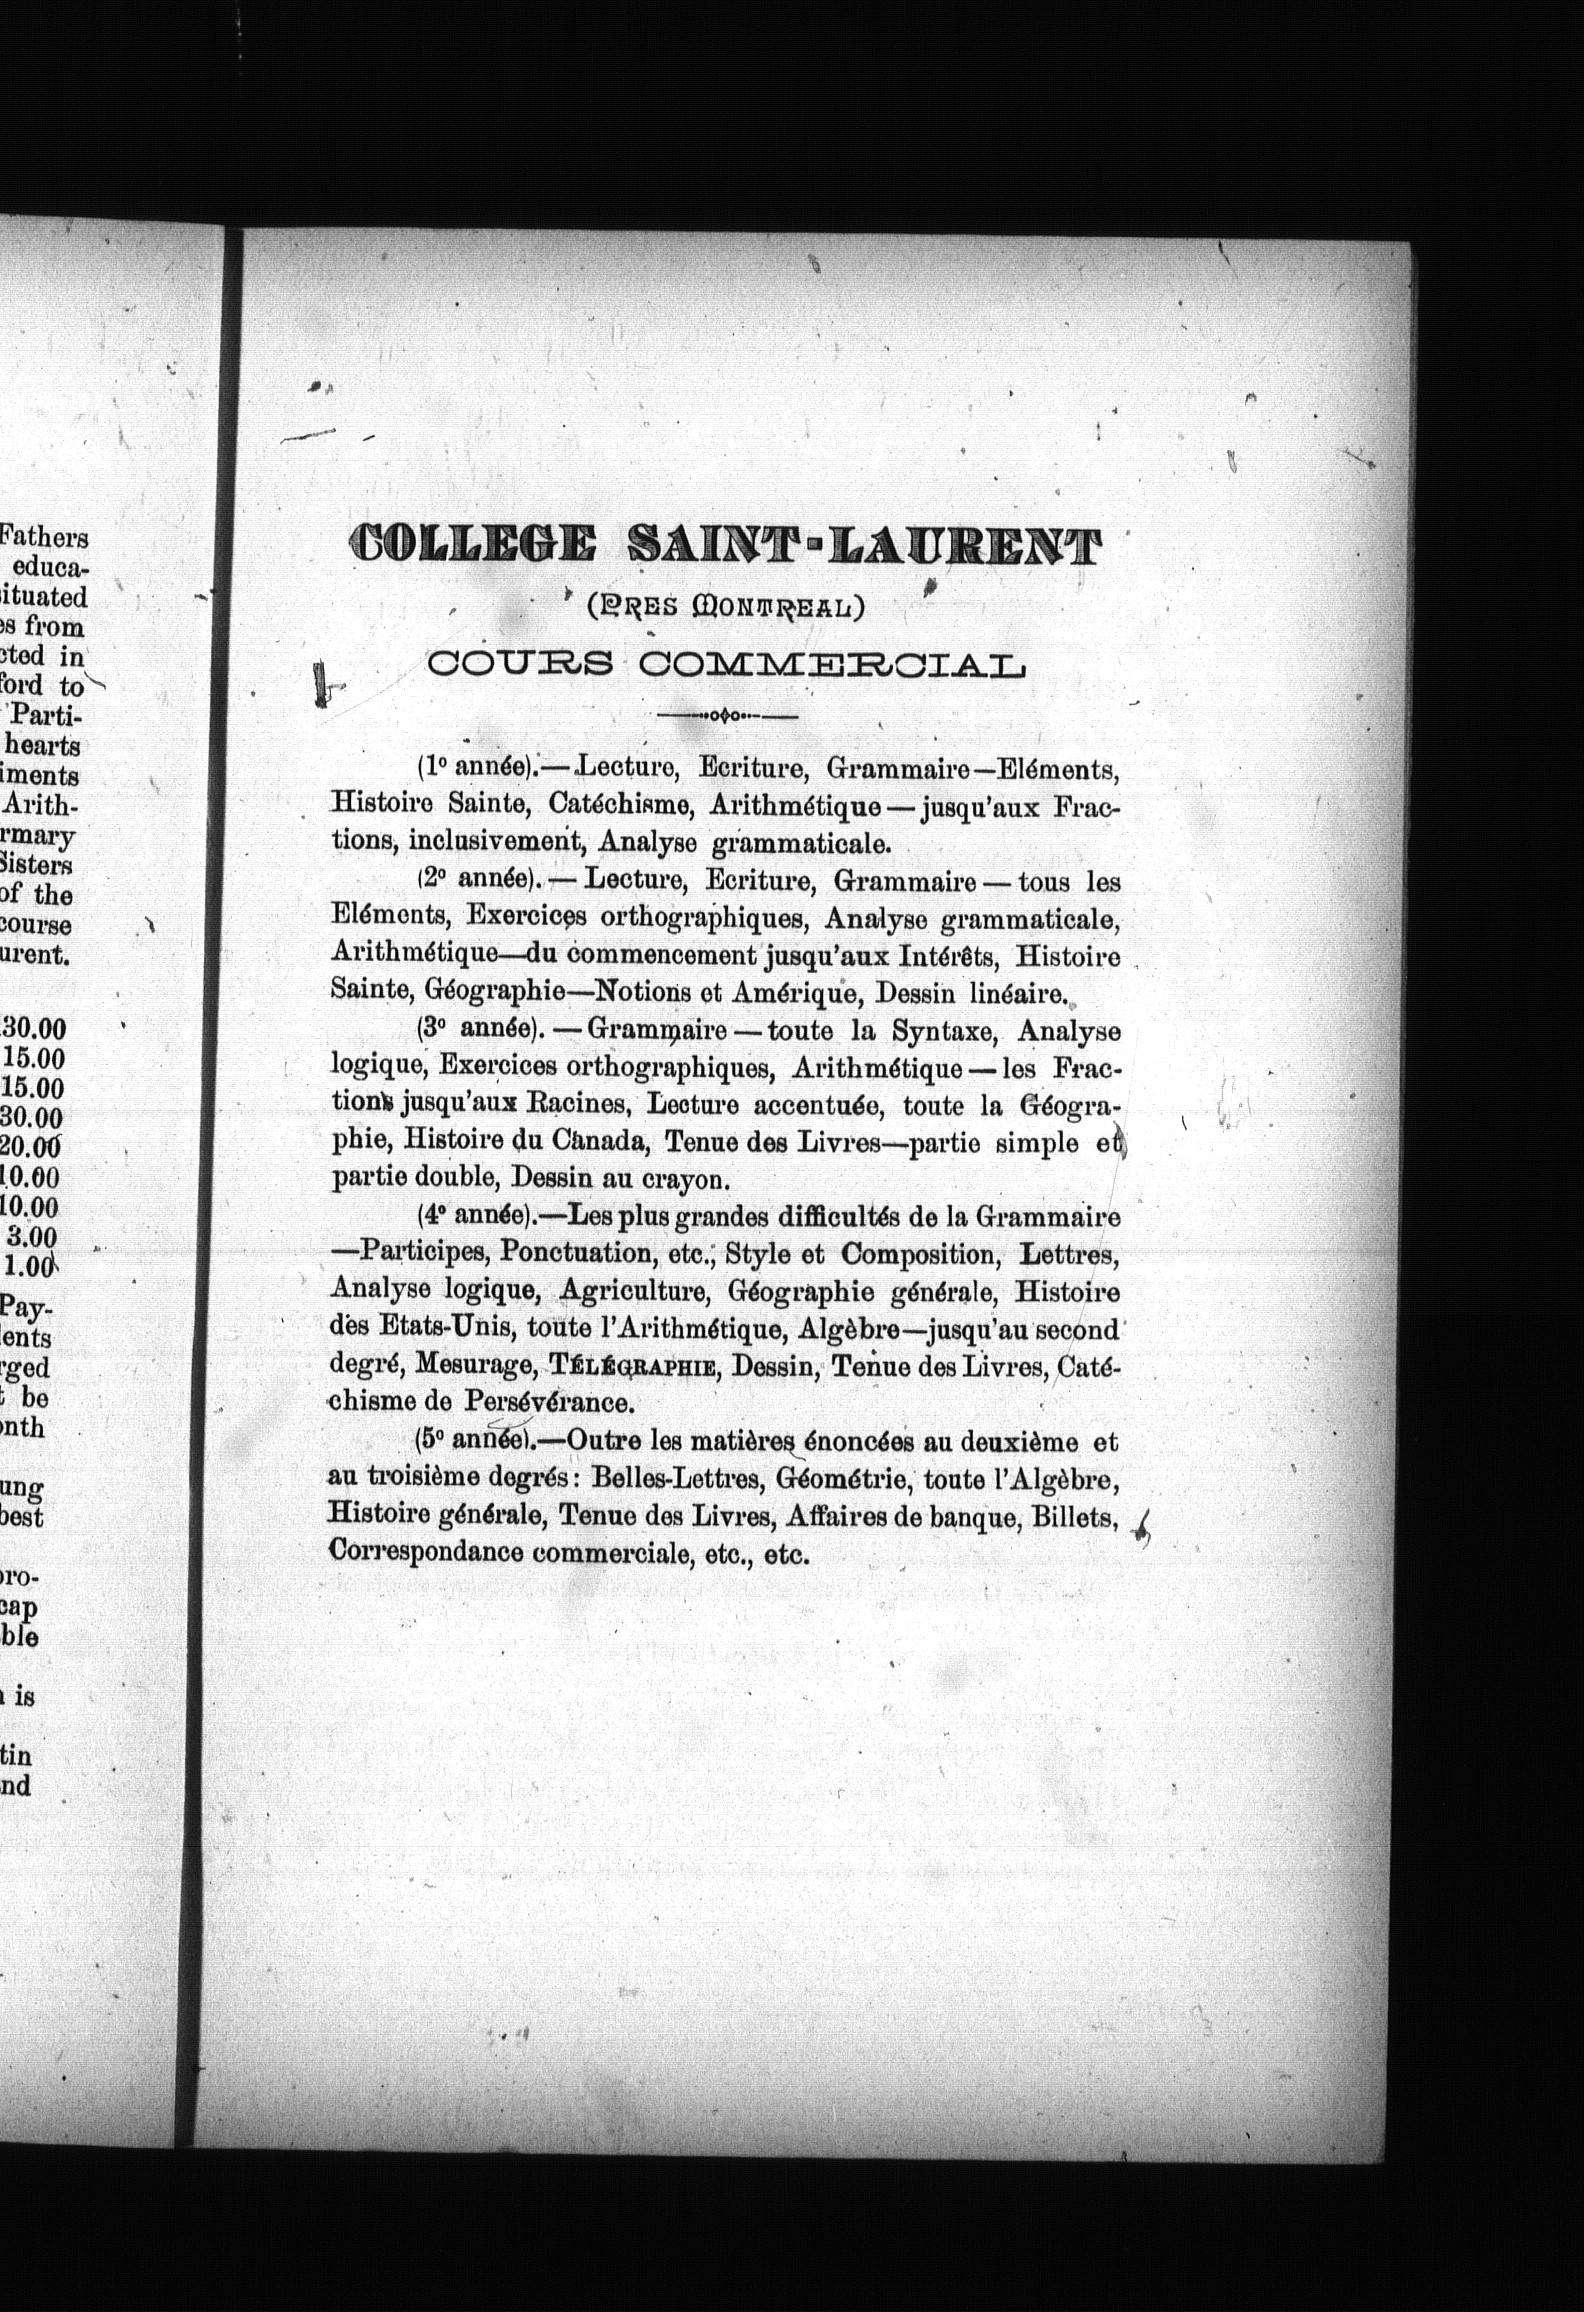 Fathers
educa-
ituated
es from
cted in
ford to
Parti-
hearts
iments
Arith-
rmary
Sisters
of the
course
urent.
30.00
15.00
15.00
30.00
20.00
10.00
10.00
3.00
1.00
Pay-
ents
rged
be
onth
ung
best
pro-
cap
ble
is
tin
nd
COLLEGE SAINT-LAURENT
(PRES MONTREAL)
COURS COMMERCIAL
(1º année).—Lecture, Ecriture, Grammaire—Eléments,
Histoire Sainte, Catéchisme, Arithmétique—jusqu'aux Frac-
tions, inclusivement, Analyse grammaticale.
(2º année).—Lecture, Ecriture, Grammaire—tous les
Eléments, Exercices orthographiques, Analyse grammaticale,
Arithmétique—du commencement jusqu'aux Intérêts, Histoire
Sainte, Géographie—Notions et Amérique, Dessin linéaire.
(3º année).—Grammaire—toute la Syntaxe, Analyse
logique, Exercices orthographiques, Arithmétique—les Frac-
tions jusqu'aux Racines, Lecture accentuée, toute la Géogra-
phie, Histoire du Canada, Tenue des Livres—partie simple et
partie double, Dessin au crayon.
(4º année).—Les plus grandes difficultés de la Grammaire
—Participes, Ponctuation, etc., Style et Composition, Lettres,
Analyse logique, Agriculture, Géographie générale, Histoire
des Etats-Unis, toute l'Arithmétique, Algèbre—jusqu'au second
degré, Mesurage, TÉLÉGRAPHIE, Dessin, Tenue des Livres, Caté-
chisme de Persévérance.
(5º année).—Outre les matières énoncées au deuxième et
au troisième degrés: Belles-Lettres, Géométrie, toute l'Algèbre,
Histoire générale, Tenue des Livres, Affaires de banque, Billets,
Correspondance commerciale, etc., etc.